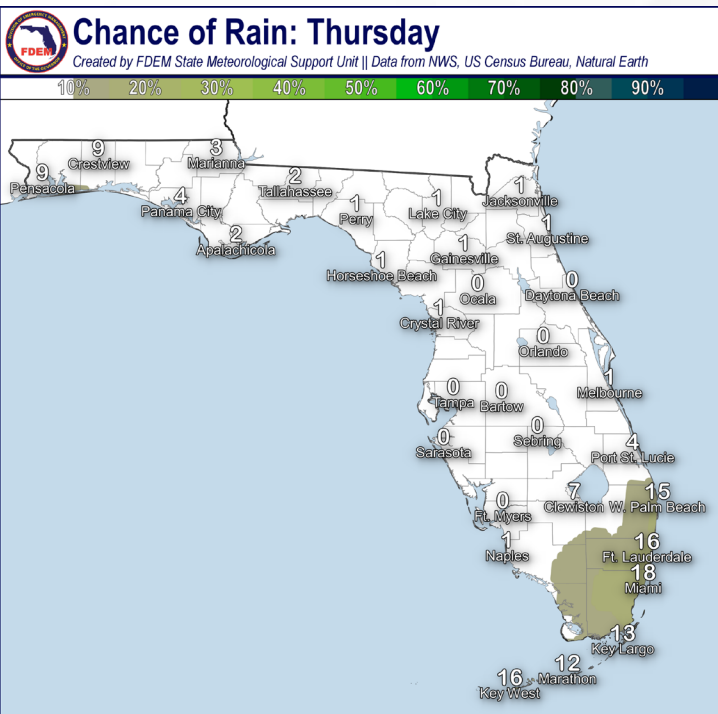 FDEM
Chance of Rain: Thursday
Created by FDEM State Meteorological Support Unit || Data from NWS, US Census Bureau, Natural Earth
10% 20% 30% 40% 50% 60% 70% 80% 90%
9
Crestview
3
Marianna
9
Pensacola
2
Tallahassee
1
Jacksonville
4
Panama City
1
Perry
1
Lake City
2
Apalachicola
1
St. Augustine
1
Gainesville
1
Horseshoe Beach
0
Ocala
0
Daytona Beach
1
Crystal River
0
Orlando
1
Melbourne
0
Tampa
0
Bartow
0
Sebring
0
Sarasota
4
Port St. Lucie
7
Clewiston
15
W. Palm Beach
0
Ft. Myers
1
Naples
16
Ft. Lauderdale
18
Miami
13
Key Largo
12
Marathon
16
Key West